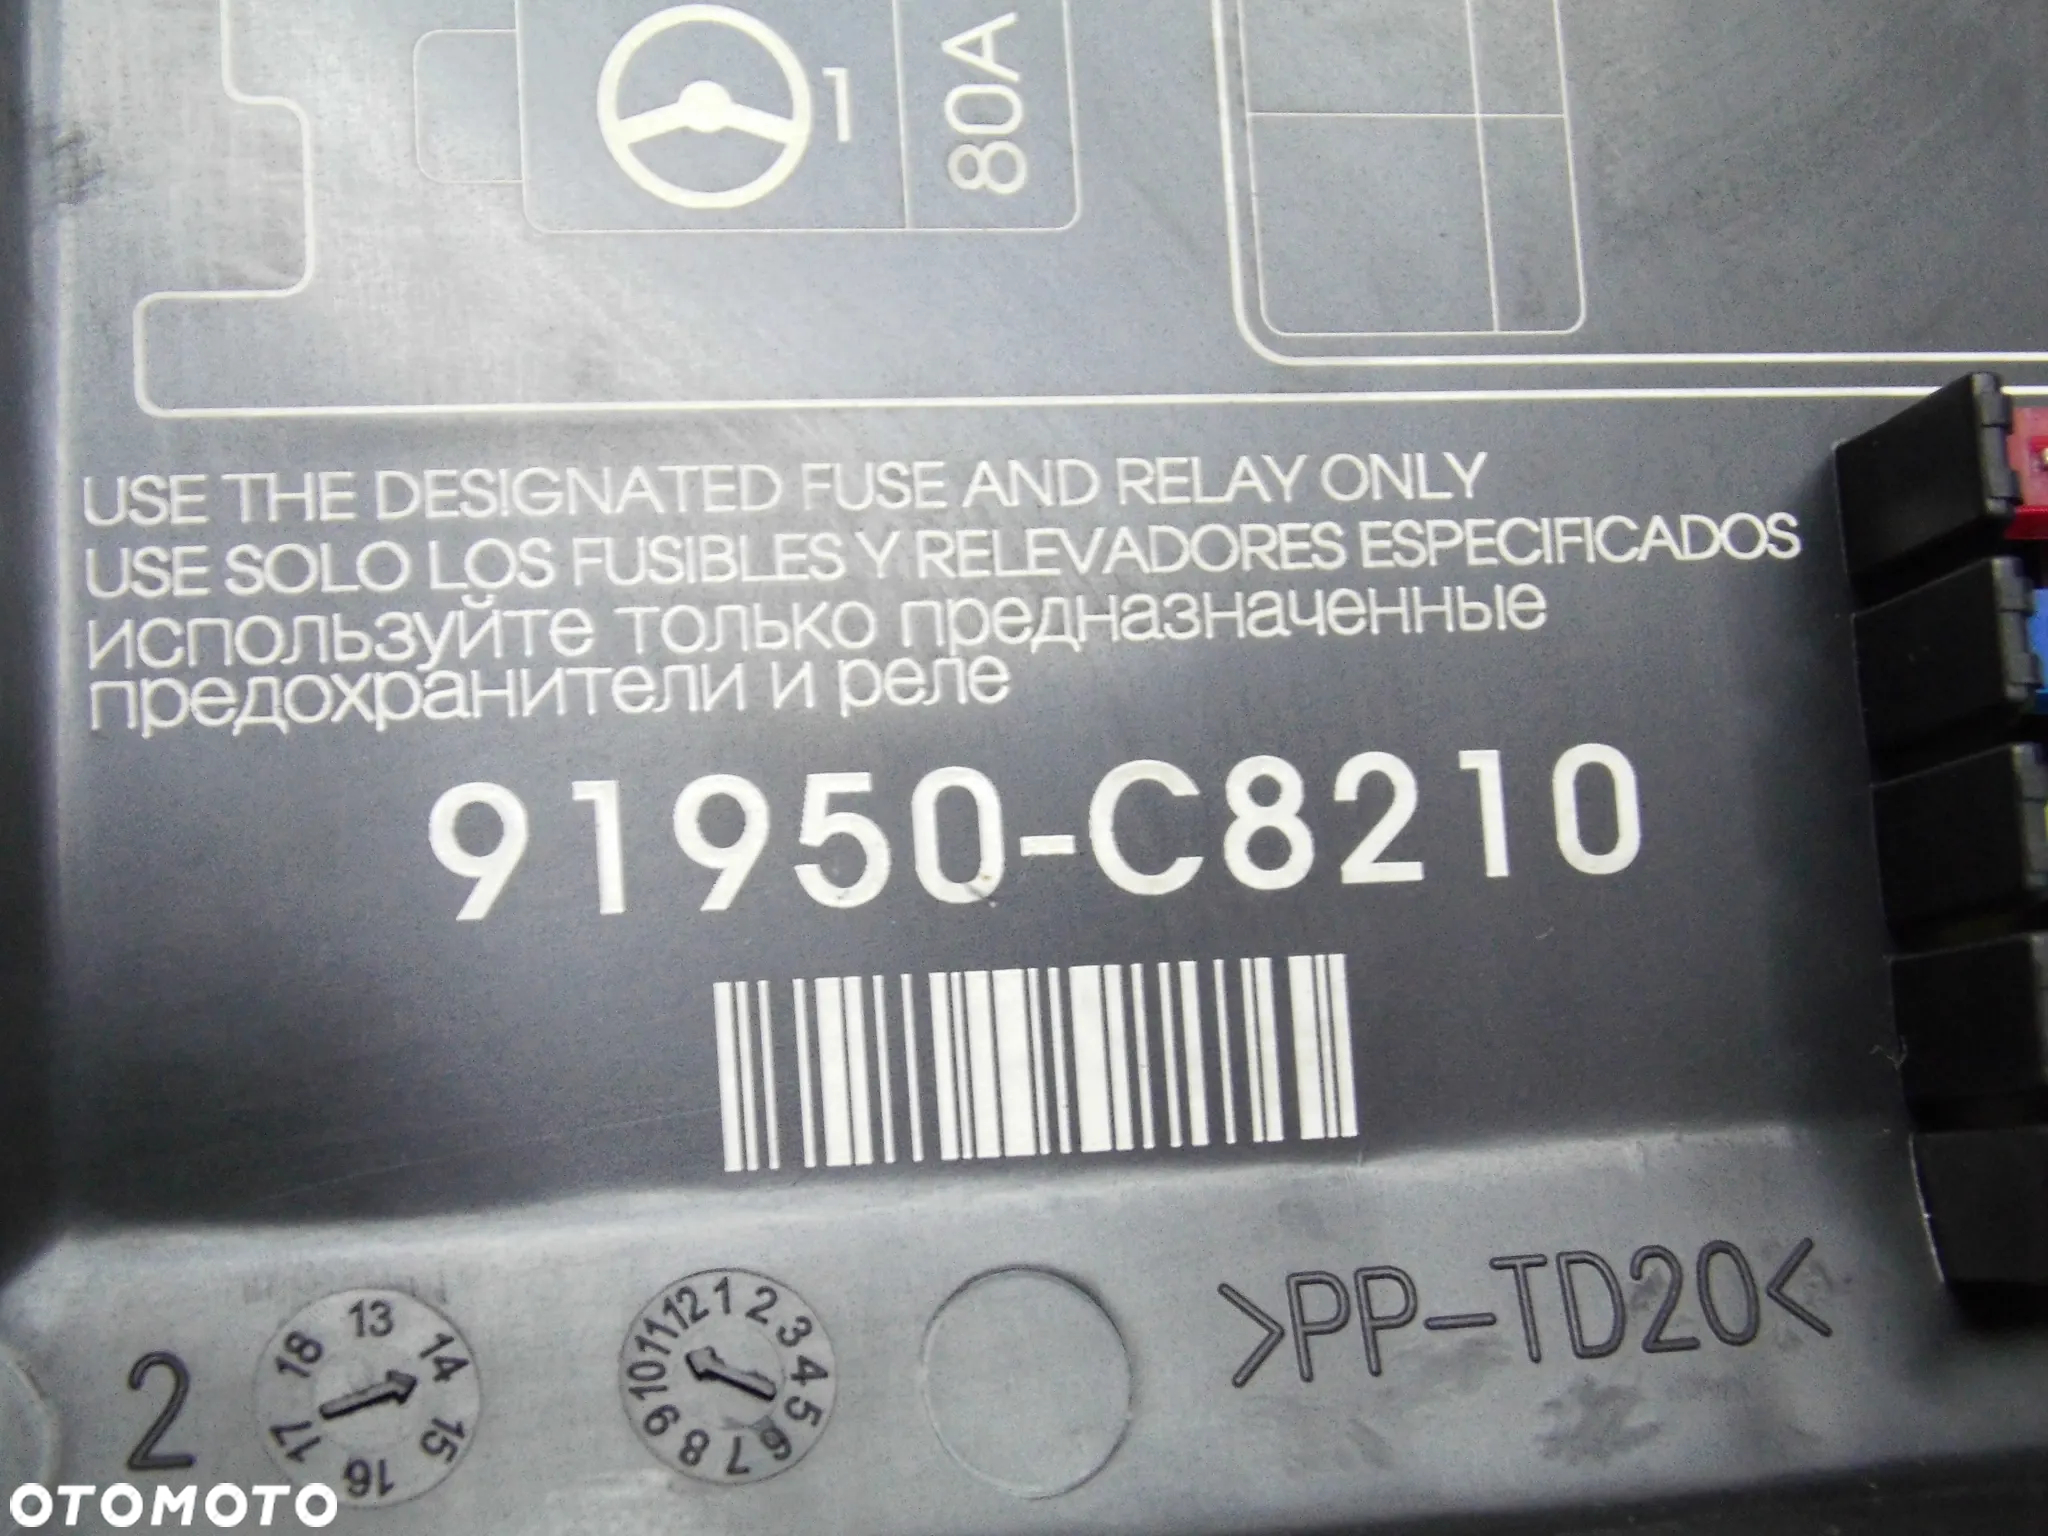 1
80A
USE THE DESIGNATED FUSE AND RELAY ONLY
USE SOLO LOS FUSIBLES Y RELEVADORES ESPECIFICADOS
используйте только предназначенные
предохранители и реле
91950-C8210
>PP-TD20<
2
13 14 15 16 17 18
12 1 2 3 4 5 6 7 8 9 10 11
OTOMOTO